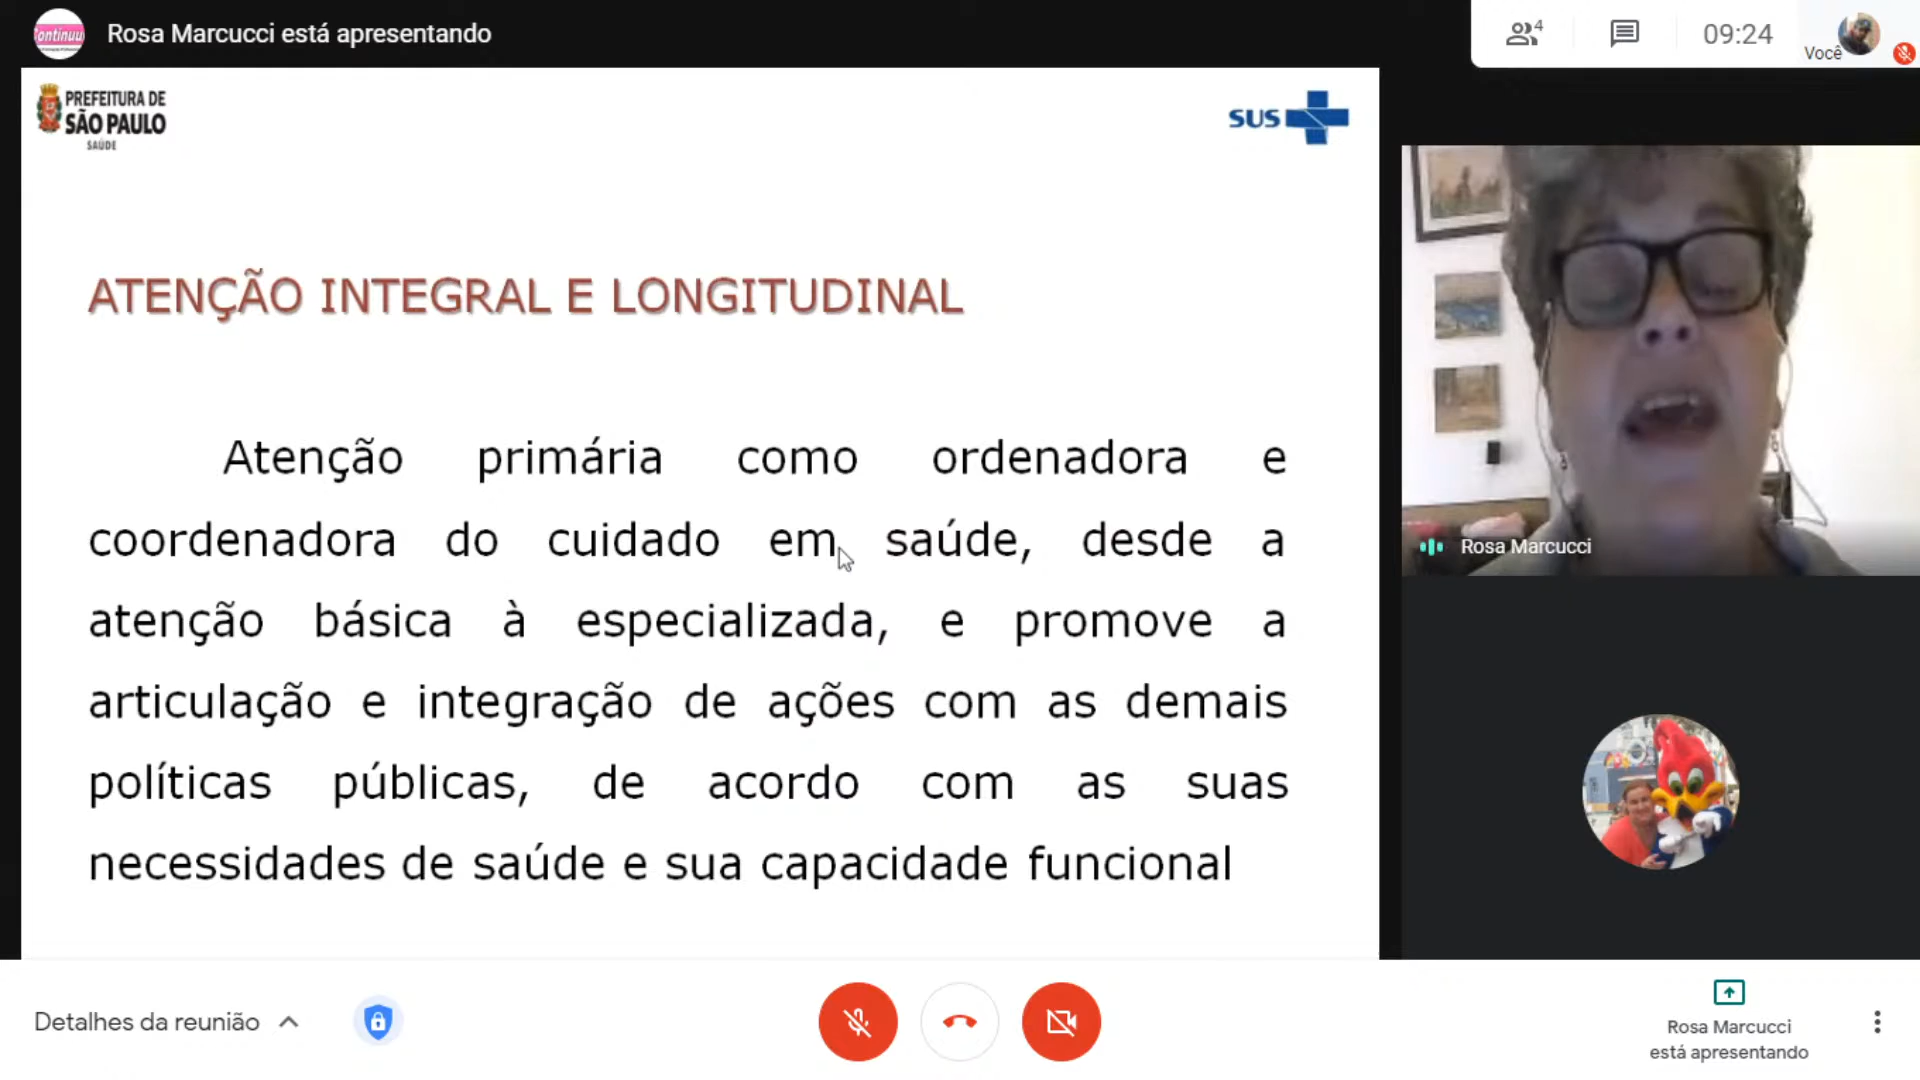 Continuu
Rosa Marcucci está apresentando
4
09:24
Você
PREFEITURA DE
SÃO PAULO
SAÚDE
SUS
ATENÇÃO INTEGRAL E LONGITUDINAL
Atenção primária como ordenadora e
coordenadora do cuidado em saúde, desde a
atenção básica à especializada, e promove a
articulação e integração de ações com as demais
políticas públicas, de acordo com as suas
necessidades de saúde e sua capacidade funcional
Rosa Marcucci
Detalhes da reunião
Rosa Marcucci
está apresentando